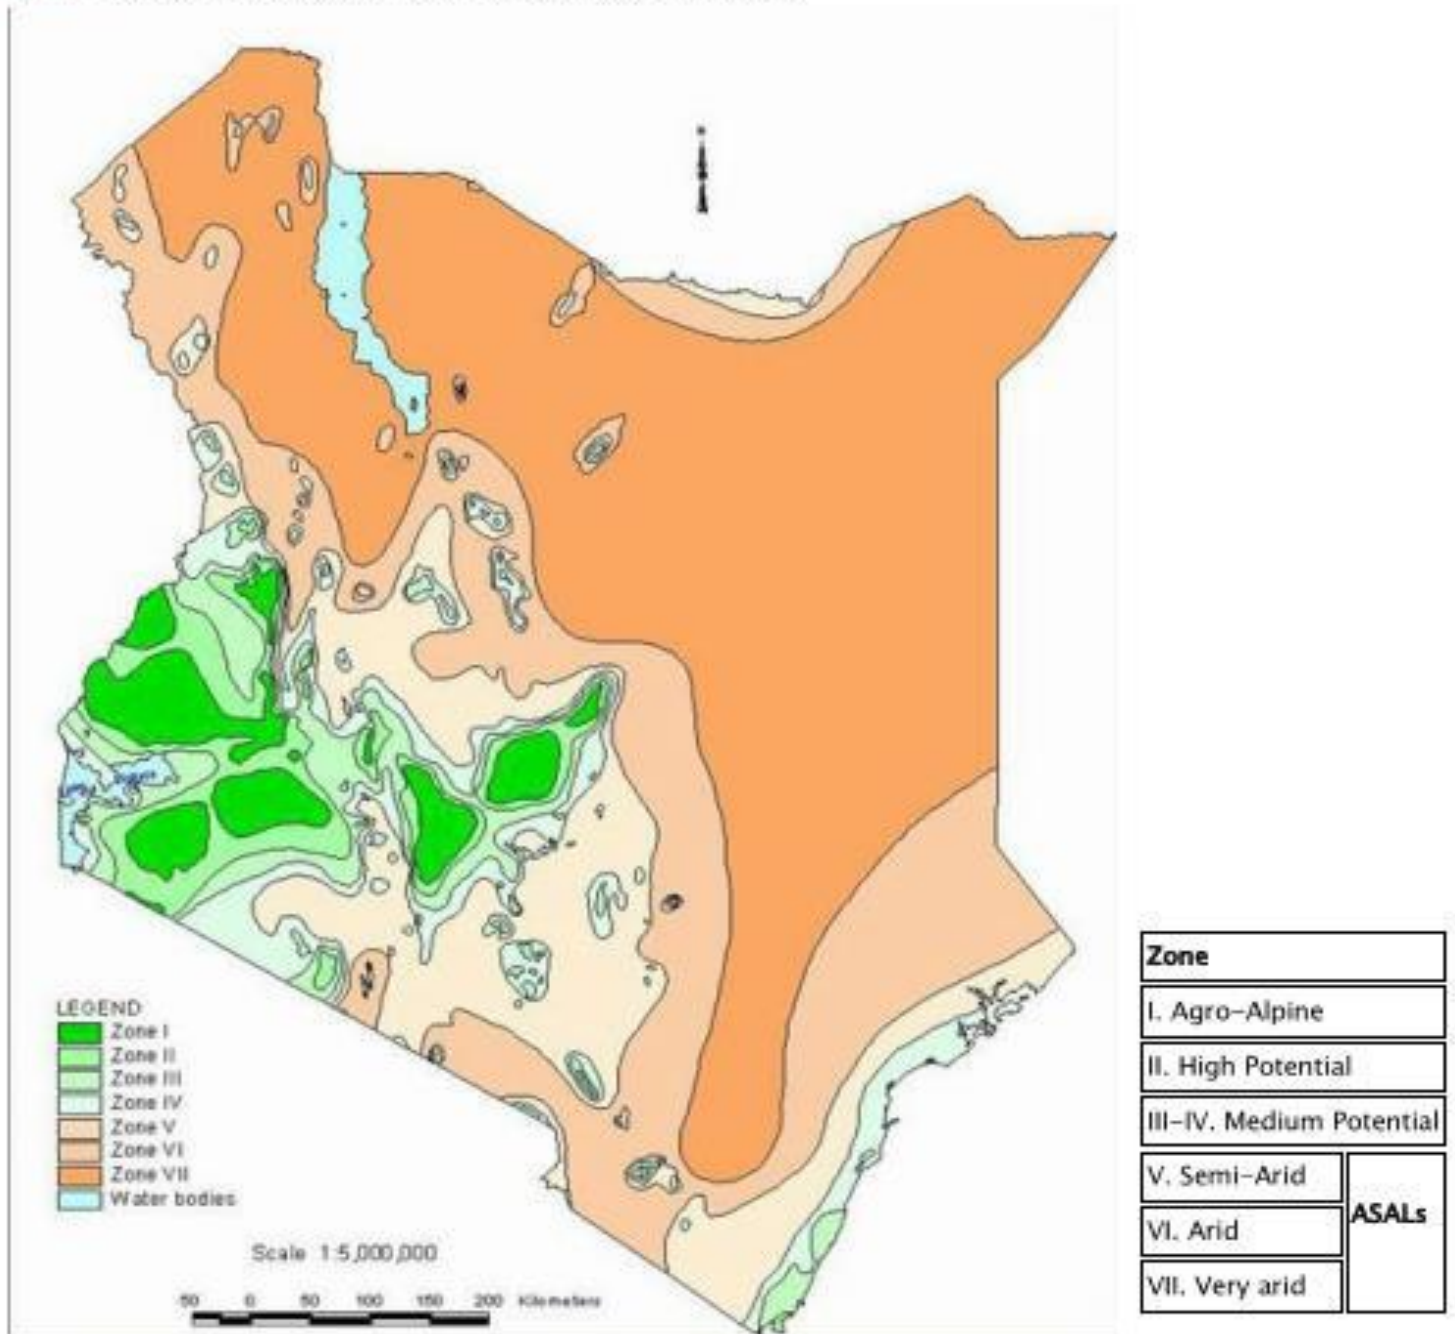 LEGEND
Zone I
Zone II
Zone III
Zone IV
Zone V
Zone VI
Zone VII
Water bodies
Scale 1:5,000,000
50 0 50 100 150 200 Kilometers
Zone
I. Agro-Alpine
II. High Potential
III-IV. Medium Potential
V. Semi-Arid
VI. Arid
VII. Very arid
ASALs